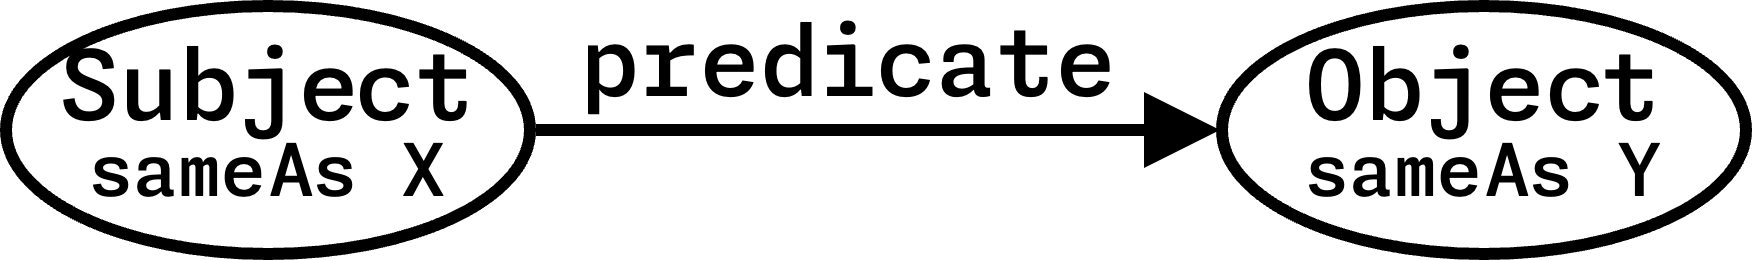 Subject
sameAs X
predicate
Object
sameAs Y